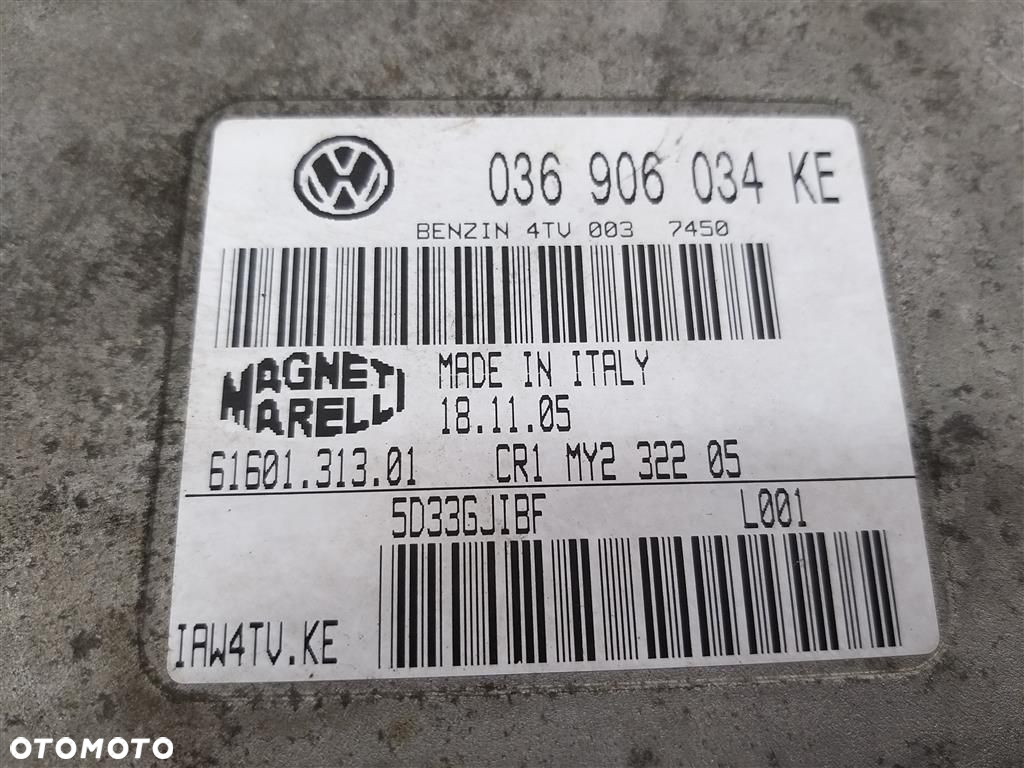 036 906 034 KE
BENZIN 4TV 003 7450
MAGNETI MARELLI
MADE IN ITALY
18.11.05
61601.313.01 CR1 MY2 322 05
5D33GJIBF L001
IAW4TV.KE
OTOMOTO